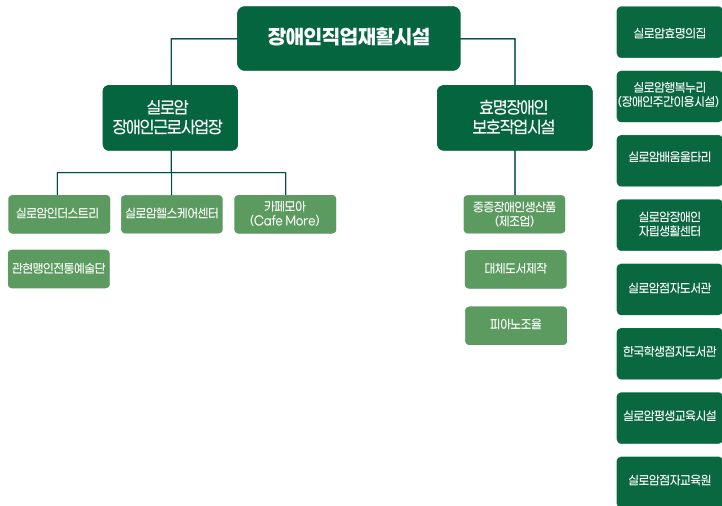 장애인직업재활시설
실로암
장애인근로사업장
효명장애인
보호작업시설
실로암인더스트리
실로암헬스케어센터
카페모아
(Cafe More)
관현맹인전통예술단
중증장애인생산품
(제조업)
대체도서제작
피아노조율
실로암효명의집
실로암행복누리
(장애인주간이용시설)
실로암배움울타리
실로암장애인
자립생활센터
실로암점자도서관
한국학생점자도서관
실로암평생교육시설
실로암점자교육원